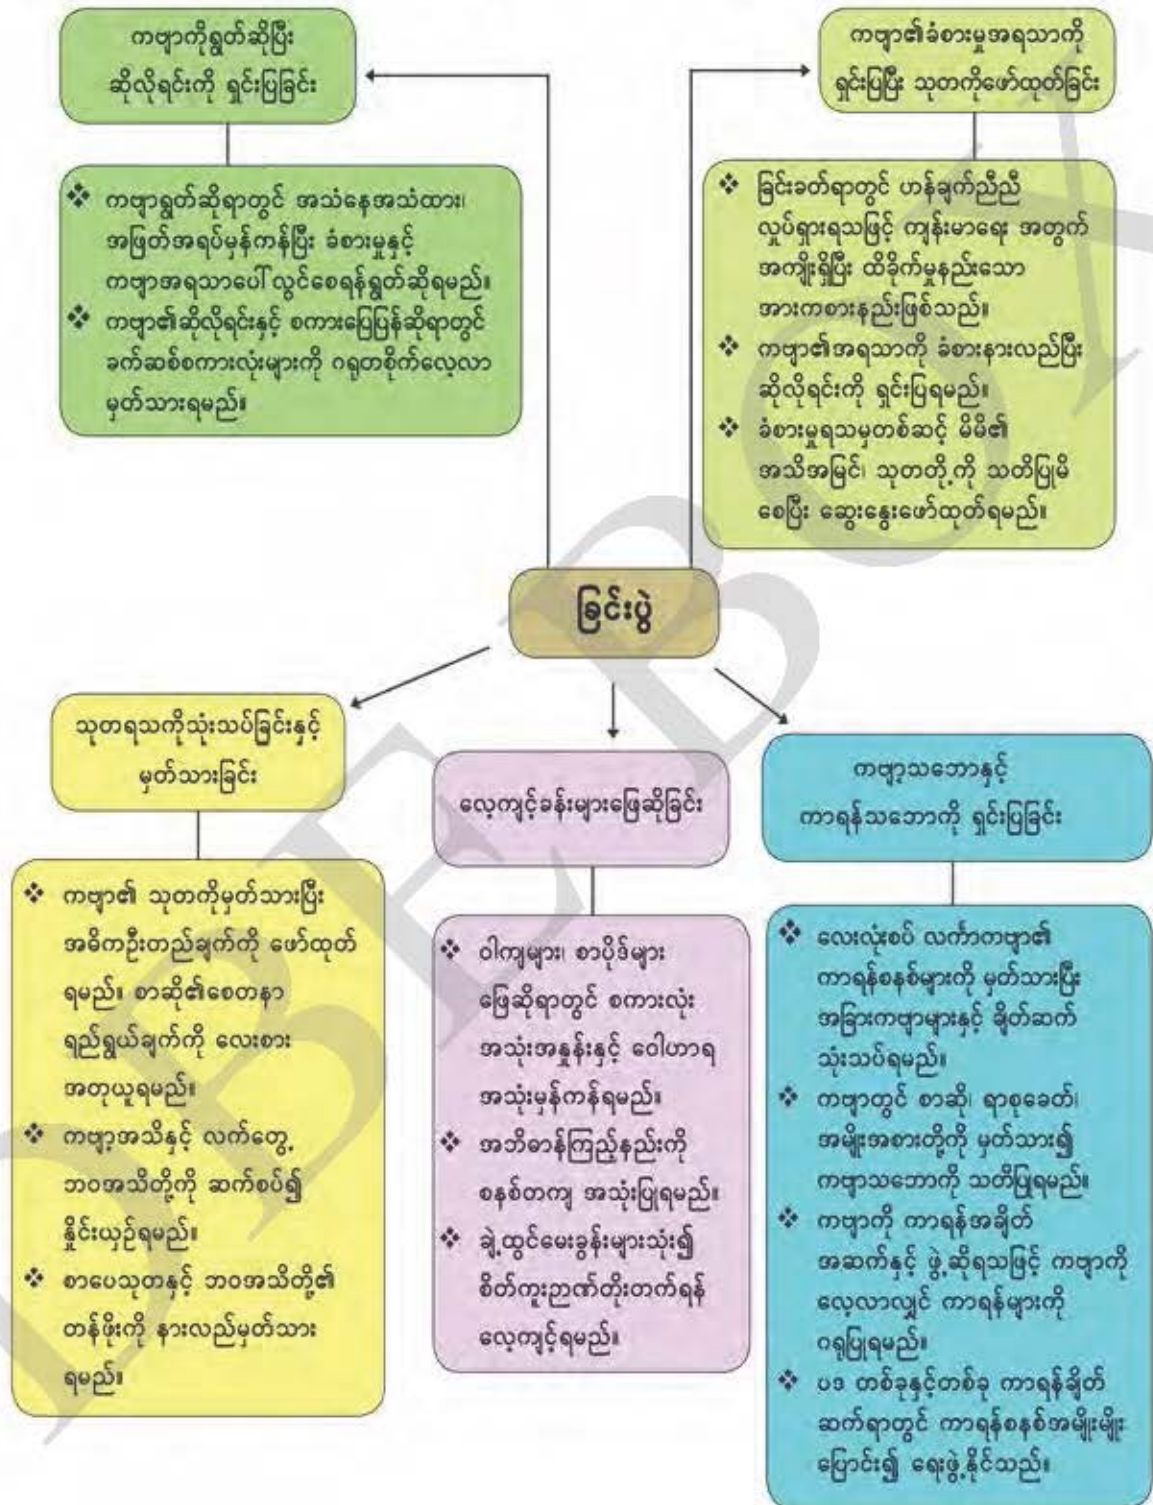 ကဗျာကိုရွတ်ဆိုပြီး
ဆိုလိုရင်းကို ရှင်းပြခြင်း
❖ ကဗျာရွတ်ဆိုရာတွင် အသံနေအသံထား၊
အဖြတ်အရပ်မှန်ကန်ပြီး ခံစားမှုနှင့်
ကဗျာအရသာပေါ် လွင်စေရန်ရွတ်ဆိုရမည်။
❖ ကဗျာ၏ဆိုလိုရင်းနှင့် စကားပြေပြန်ဆိုရာတွင်
ခက်ဆစ်စကားလုံးများကို ဂရုတစိုက်လေ့လာ
မှတ်သားရမည်။
ကဗျာ၏ခံစားမှုအရသာကို
ရှင်းပြပြီး သုတကိုဖော်ထုတ်ခြင်း
❖ ခြင်းခတ်ရာတွင် ဟန်ချက်ညီညီ
လှုပ်ရှားရသဖြင့် ကျန်းမာရေး အတွက်
အကျိုးရှိပြီး ထိခိုက်မှုနည်းသော
အားကစားနည်းဖြစ်သည်။
❖ ကဗျာ၏အရသာကို ခံစားနားလည်ပြီး
ဆိုလိုရင်းကို ရှင်းပြရမည်။
❖ ခံစားမှုရသမှတစ်ဆင့် မိမိ၏
အသိအမြင်၊ သုတတို့ကို သတိပြုမိ
စေပြီး ဆွေးနွေးဖော်ထုတ်ရမည်။
ခြင်းပွဲ
သုတရသကိုသုံးသပ်ခြင်းနှင့်
မှတ်သားခြင်း
❖ ကဗျာ၏ သုတကိုမှတ်သားပြီး
အဓိကဦးတည်ချက်ကို ဖော်ထုတ်
ရမည်။ စာဆို၏စေတနာ
ရည်ရွယ်ချက်ကို လေးစား
အတုယူရမည်။
❖ ကဗျာ့အသိနှင့် လက်တွေ့
ဘဝအသိတို့ကို ဆက်စပ်၍
နှိုင်းယှဉ်ရမည်။
❖ စာပေသုတနှင့် ဘဝအသိတို့၏
တန်ဖိုးကို နားလည်မှတ်သား
ရမည်။
လေ့ကျင့်ခန်းများဖြေဆိုခြင်း
❖ ဝါကျများ၊ စာပိုဒ်များ
ဖြေဆိုရာတွင် စကားလုံး
အသုံးအနှုန်းနှင့် ဝေါဟာရ
အသုံးမှန်ကန်ရမည်။
❖ အဘိဓာန်ကြည့်နည်းကို
စနစ်တကျ အသုံးပြုရမည်။
❖ ချဲ့ထွင်မေးခွန်းများသုံး၍
စိတ်ကူးဉာဏ်တိုးတက်ရန်
လေ့ကျင့်ရမည်။
ကဗျာ့သဘောနှင့်
ကာရန်သဘောကို ရှင်းပြခြင်း
❖ လေးလုံးစပ် လင်္ကာကဗျာ၏
ကာရန်စနစ်များကို မှတ်သားပြီး
အခြားကဗျာများနှင့် ချိတ်ဆက်
သုံးသပ်ရမည်။
❖ ကဗျာတွင် စာဆို၊ ရာစုခေတ်၊
အမျိုးအစားတို့ကို မှတ်သား၍
ကဗျာသဘောကို သတိပြုရမည်။
❖ ကဗျာကို ကာရန်အချိတ်
အဆက်နှင့် ဖွဲ့ဆိုရသဖြင့် ကဗျာကို
လေ့လာလျှင် ကာရန်များကို
ဂရုပြုရမည်။
❖ ပဒ တစ်ခုနှင့်တစ်ခု ကာရန်ချိတ်
ဆက်ရာတွင် ကာရန်စနစ်အမျိုးမျိုး
ပြောင်း၍ ရေးဖွဲ့နိုင်သည်။
DBE BOX